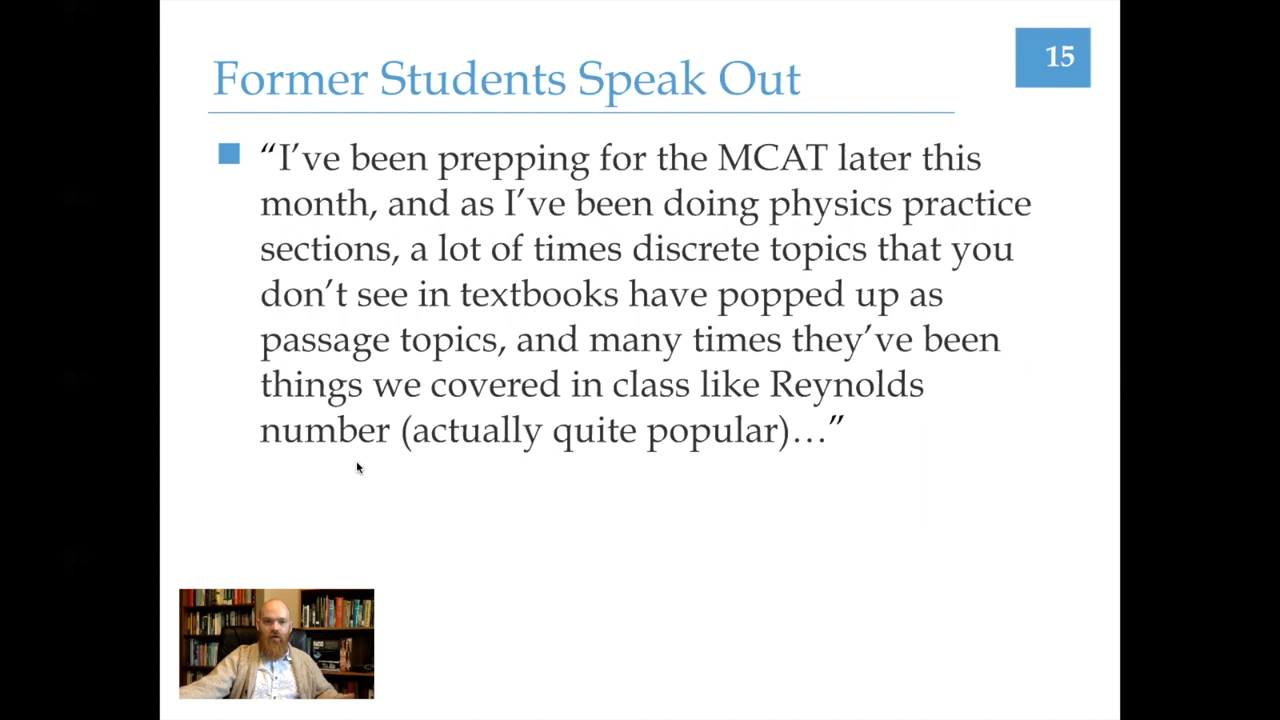 Former Students Speak Out
15
“I’ve been prepping for the MCAT later this
month, and as I’ve been doing physics practice
sections, a lot of times discrete topics that you
don’t see in textbooks have popped up as
passage topics, and many times they’ve been
things we covered in class like Reynolds
number (actually quite popular)…”